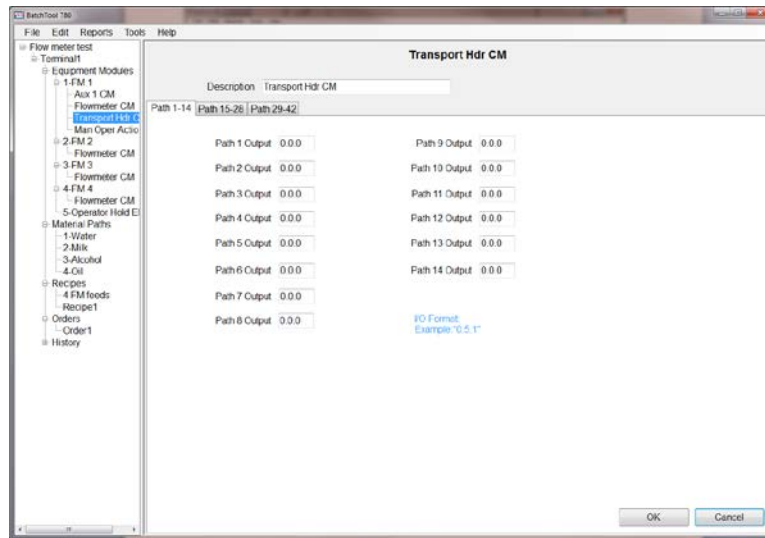 BatchTool 780
File Edit Reports Tools Help
Flow meter test
Terminal1
Equipment Modules
1-FM 1
Aux 1 CM
Flowmeter CM
Transport Hdr C
Man Oper Actio
2-FM 2
Flowmeter CM
3-FM 3
Flowmeter CM
4-FM 4
Flowmeter CM
5-Operator Hold E
Material Paths
1-Water
2-Milk
3-Alcohol
4-Oil
Recipes
4 FM feeds
Recipe1
Orders
Order1
History
Transport Hdr CM
Description Transport Hdr CM
Path 1-14 Path 15-28 Path 29-42
Path 1 Output 0.0.0 Path 9 Output 0.0.0
Path 2 Output 0.0.0 Path 10 Output 0.0.0
Path 3 Output 0.0.0 Path 11 Output 0.0.0
Path 4 Output 0.0.0 Path 12 Output 0.0.0
Path 5 Output 0.0.0 Path 13 Output 0.0.0
Path 6 Output 0.0.0 Path 14 Output 0.0.0
Path 7 Output 0.0.0
Path 8 Output 0.0.0
I/O Format:
Example:"0.5.1"
OK Cancel